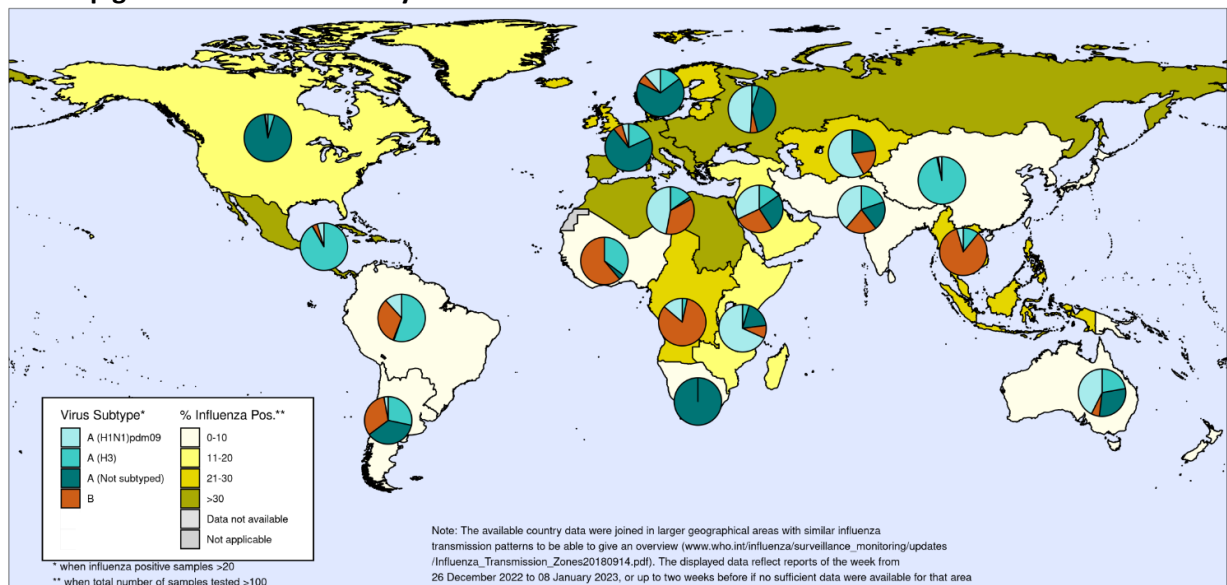 Virus Subtype*
A (H1N1)pdm09
A (H3)
A (Not subtyped)
B
% Influenza Pos.**
0-10
11-20
21-30
>30
Data not available
Not applicable
* when influenza positive samples >20
** when total number of samples tested >100
Note: The available country data were joined in larger geographical areas with similar influenza
transmission patterns to be able to give an overview (www.who.int/influenza/surveillance_monitoring/updates
/Influenza_Transmission_Zones20180914.pdf). The displayed data reflect reports of the week from
26 December 2022 to 08 January 2023, or up to two weeks before if no sufficient data were available for that area